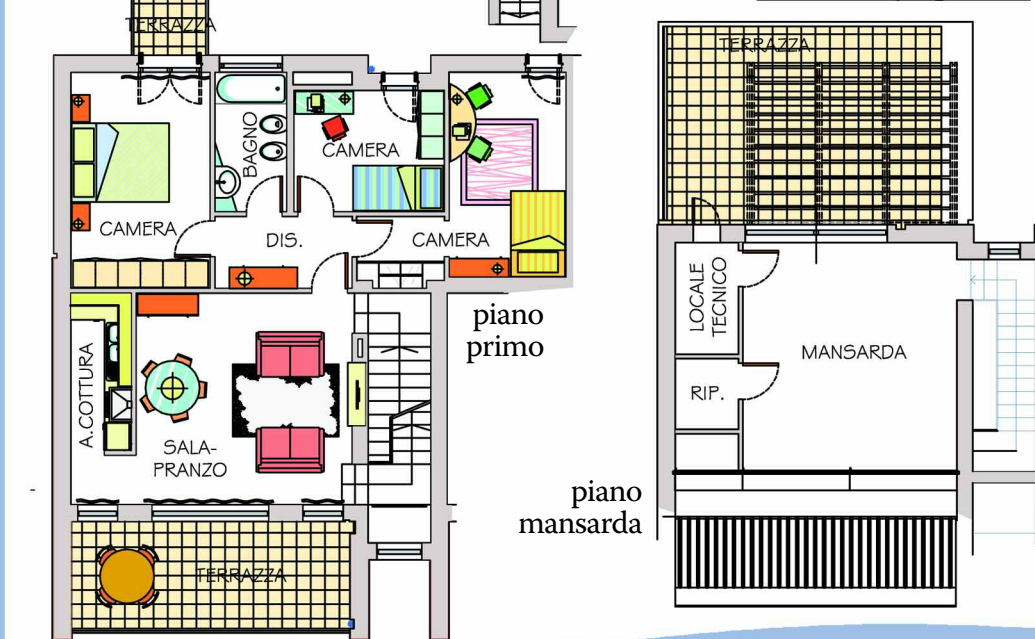 TERRAZZA
BAGNO
CAMERA
CAMERA
DIS.
CAMERA
piano
primo
A.COTTURA
SALA-
PRANZO
TERRAZZA
TERRAZZA
LOCALE
TECNICO
MANSARDA
RIP.
piano
mansarda